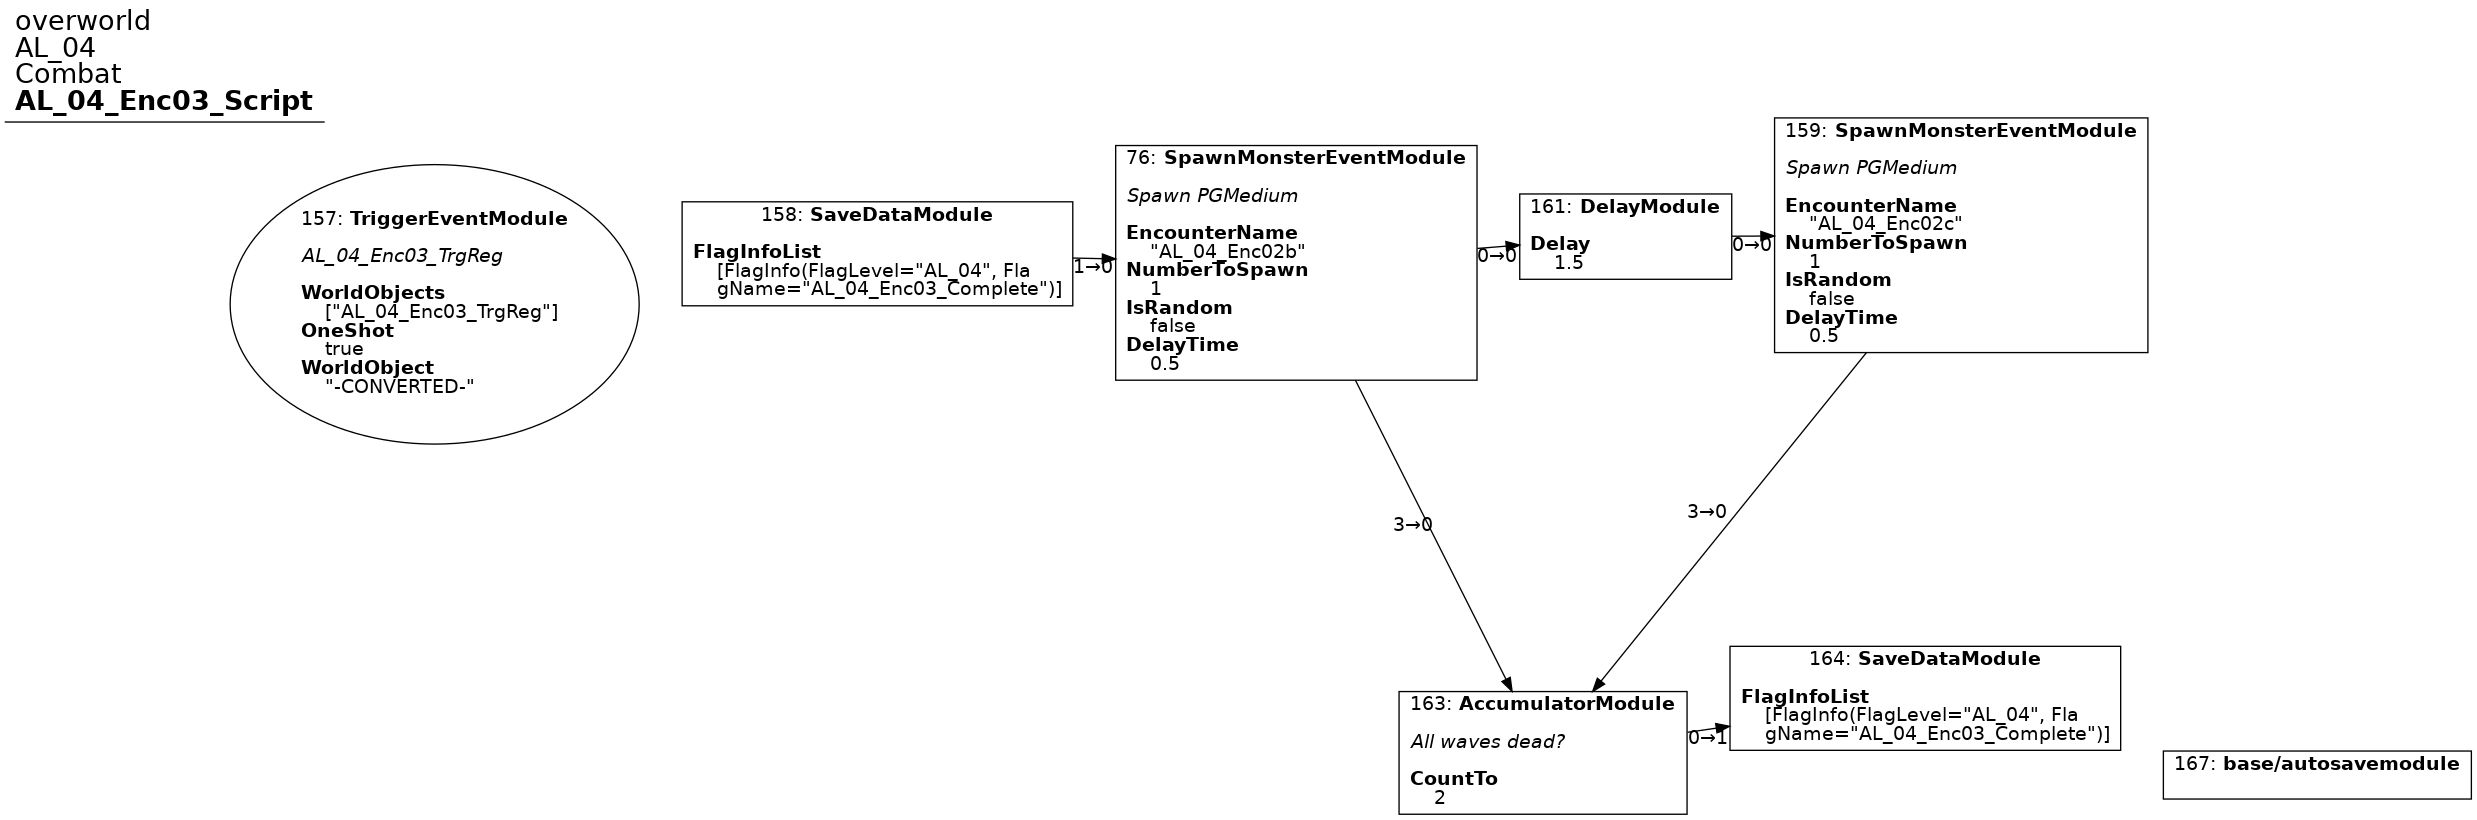 overworld
AL_04
Combat
AL_04_Enc03_Script
157: TriggerEventModule
AL_04_Enc03_TrgReg
WorldObjects
["AL_04_Enc03_TrgReg"]
OneShot
true
WorldObject
"-CONVERTED-"
158: SaveDataModule
FlagInfoList
[FlagInfo(FlagLevel="AL_04", Fla
gName="AL_04_Enc03_Complete")]
1→0
76: SpawnMonsterEventModule
Spawn PGMedium
EncounterName
"AL_04_Enc02b"
NumberToSpawn
1
IsRandom
false
DelayTime
0.5
0→0
161: DelayModule
Delay
1.5
0→0
159: SpawnMonsterEventModule
Spawn PGMedium
EncounterName
"AL_04_Enc02c"
NumberToSpawn
1
IsRandom
false
DelayTime
0.5
3→0
3→0
163: AccumulatorModule
All waves dead?
CountTo
2
0→1
164: SaveDataModule
FlagInfoList
[FlagInfo(FlagLevel="AL_04", Fla
gName="AL_04_Enc03_Complete")]
167: base/autosavemodule